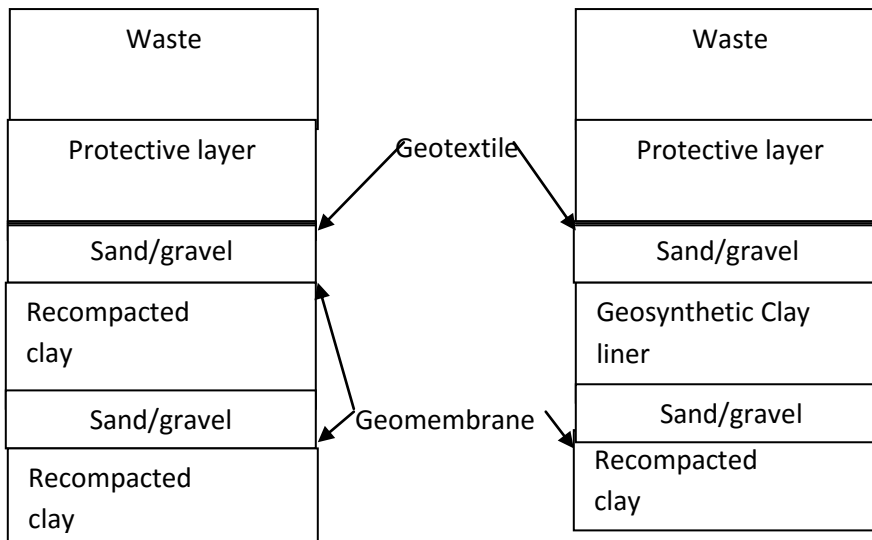 Waste
Protective layer
Sand/gravel
Recompacted
clay
Sand/gravel
Recompacted
clay
Geotextile
Geomembrane
Waste
Protective layer
Sand/gravel
Geosynthetic Clay
liner
Sand/gravel
Recompacted
clay